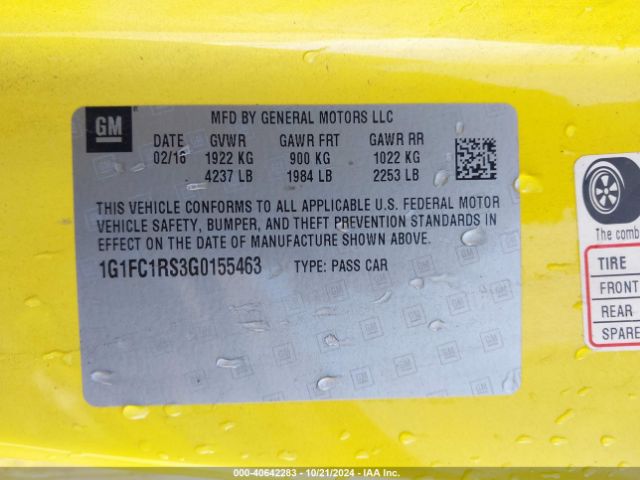 GM
MFD BY GENERAL MOTORS LLC
DATE GVWR GAWR FRT GAWR RR
02/16 1922 KG 900 KG 1022 KG
4237 LB 1984 LB 2253 LB
THIS VEHICLE CONFORMS TO ALL APPLICABLE U.S. FEDERAL MOTOR
VEHICLE SAFETY, BUMPER, AND THEFT PREVENTION STANDARDS IN
EFFECT ON THE DATE OF MANUFACTURE SHOWN ABOVE.
1G1FC1RS3G0155463 TYPE: PASS CAR
The comb
TIRE
FRONT
REAR
SPARE
000-40642283 - 10/21/2024 - IAA Inc.